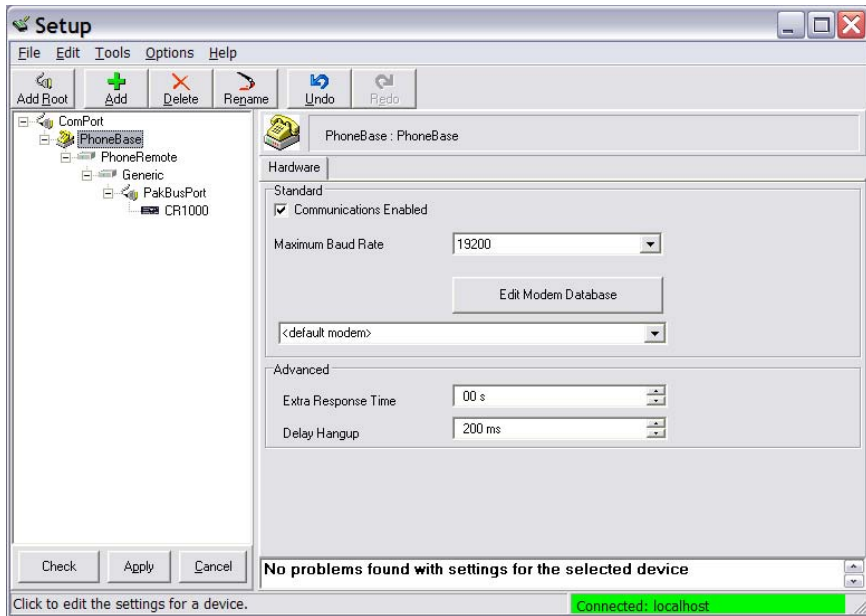 Setup
File Edit Tools Options Help
Add Root Add Delete Rename Undo Redo
ComPort
PhoneBase
PhoneRemote
Generic
PakBusPort
CR1000
PhoneBase : PhoneBase
Hardware
Standard
Communications Enabled
Maximum Baud Rate 19200
Edit Modem Database
<default modem>
Advanced
Extra Response Time 00 s
Delay Hangup 200 ms
Check Apply Cancel
No problems found with settings for the selected device
Click to edit the settings for a device. Connected: localhost